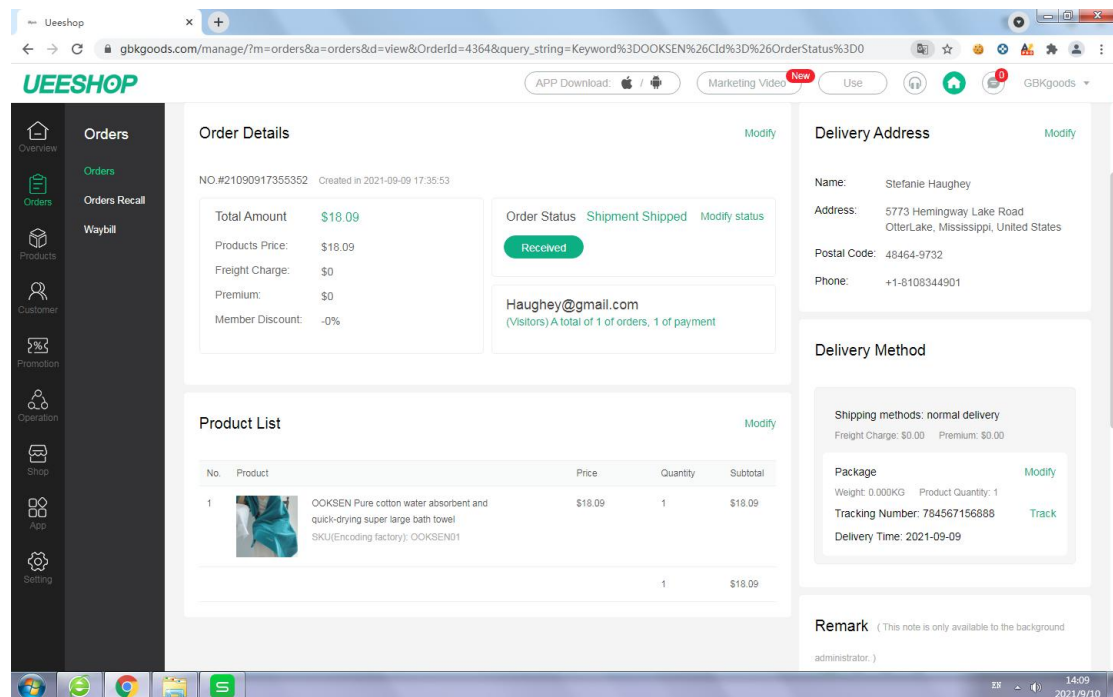 Ueeshop
gbkgoods.com/manage/?m=orders&a=orders&d=view&OrderId=4364&query_string=Keyword%3DOOKSEN%26CId%3D%26OrderStatus%3D0
UEESHOP
APP Download: /
Marketing Video
New
Use
0
GBKgoods
Overview
Orders
Products
Customer
Promotion
Operation
Shop
App
Setting
Orders
Orders
Orders Recall
Waybill
Order Details
Modify
NO.#21090917355352 Created in 2021-09-09 17:35:53
Total Amount $18.09
Products Price: $18.09
Freight Charge: $0
Premium: $0
Member Discount: -0%
Order Status Shipment Shipped Modify status
Received
Haughey@gmail.com
(Visitors) A total of 1 of orders, 1 of payment
Product List
Modify
No. Product Price Quantity Subtotal
1 OOKSEN Pure cotton water absorbent and $18.09 1 $18.09
quick-drying super large bath towel
SKU(Encoding factory): OOKSEN01
1 $18.09
Delivery Address
Modify
Name: Stefanie Haughey
Address: 5773 Hemingway Lake Road
OtterLake, Mississippi, United States
Postal Code: 48464-9732
Phone: +1-8108344901
Delivery Method
Shipping methods: normal delivery
Freight Charge: $0.00 Premium: $0.00
Package Modify
Weight: 0.000KG Product Quantity: 1
Tracking Number: 784567156888 Track
Delivery Time: 2021-09-09
Remark ( This note is only available to the background
administrator. )
EN
14:09
2021/9/10